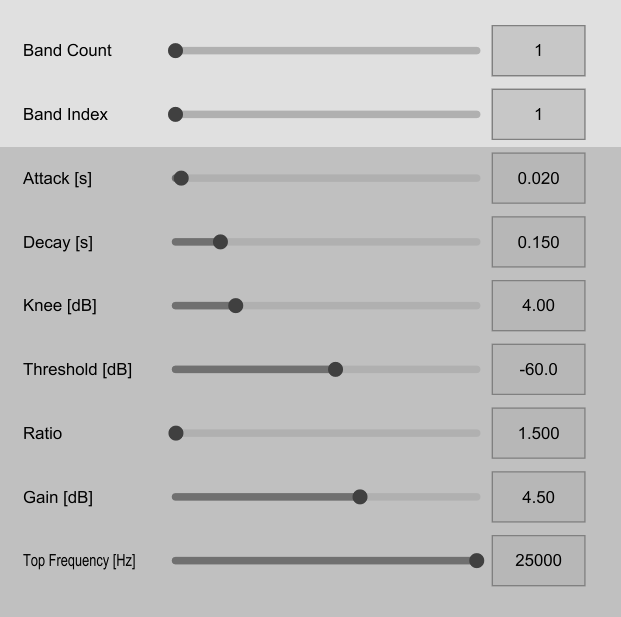 Band Count 1
Band Index 1
Attack [s] 0.020
Decay [s] 0.150
Knee [dB] 4.00
Threshold [dB] -60.0
Ratio 1.500
Gain [dB] 4.50
Top Frequency [Hz] 25000